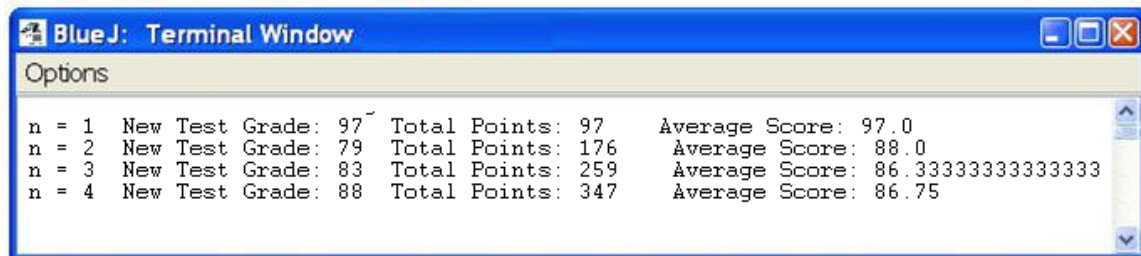 BlueJ: Terminal Window
Options
n = 1 New Test Grade: 97 Total Points: 97 Average Score: 97.0
n = 2 New Test Grade: 79 Total Points: 176 Average Score: 88.0
n = 3 New Test Grade: 83 Total Points: 259 Average Score: 86.33333333333333
n = 4 New Test Grade: 88 Total Points: 347 Average Score: 86.75